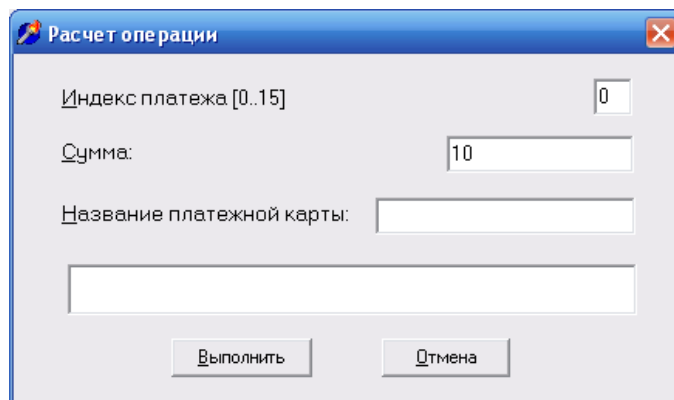 Расчет операции
Индекс платежа [0..15] 0
Сумма: 10
Название платежной карты:
Выполнить Отмена